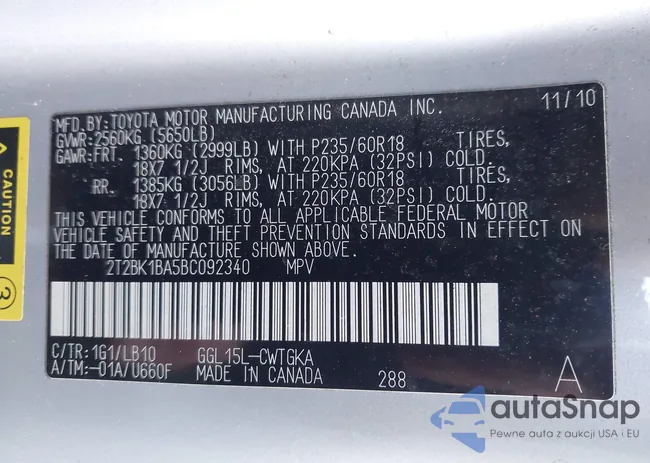 MFD.BY:TOYOTA MOTOR MANUFACTURING CANADA INC. 11/10
GVWR:2560KG (5650LB)
GAWR:FRT. 1360KG (2999LB) WITH P235/60R18 TIRES,
18X7 1/2J RIMS, AT 220KPA (32PSI) COLD.
RR. 1385KG (3056LB) WITH P235/60R18 TIRES,
18X7 1/2J RIMS, AT 220KPA (32PSI) COLD.
THIS VEHICLE CONFORMS TO ALL APPLICABLE FEDERAL MOTOR
VEHICLE SAFETY AND THEFT PREVENTION STANDARDS IN EFFECT ON
THE DATE OF MANUFACTURE SHOWN ABOVE.
2T2BK1BA5BC092340 MPV
C/TR:1G1/LB10 GGL15L-CWTGKA
A/TM:-01A/U660F MADE IN CANADA 288 A
CAUTION
3
autaSnap
Pewne auta z aukcji USA i EU